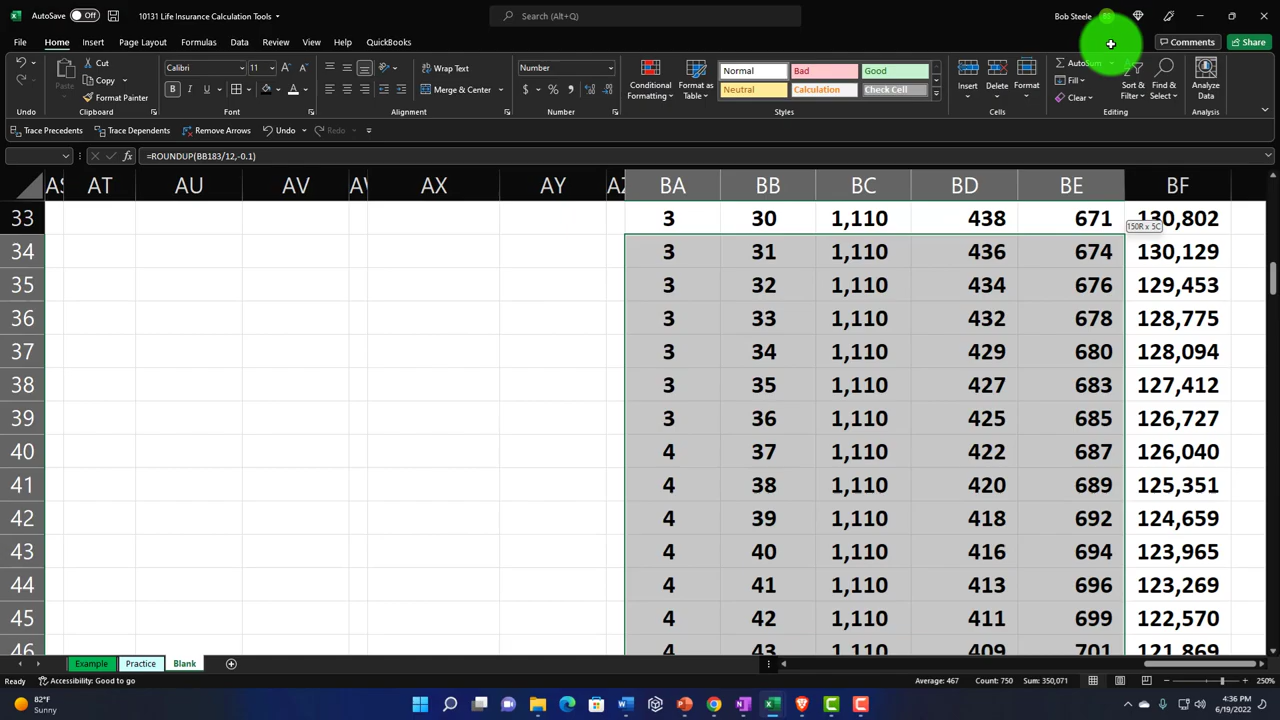 AutoSave Off 10131 Life Insurance Calculation Tools Search (Alt+Q) Bob Steele BS
File Home Insert Page Layout Formulas Data Review View Help QuickBooks Comments Share
Cut Calibri 11 Wrap Text Number Normal Bad Good AutoSum
Copy Fill
Paste Format Painter Merge & Center Conditional Formatting Format as Table Neutral Calculation Check Cell Insert Delete Format Clear Sort & Filter Find & Select Analyze Data
Undo Clipboard Font Alignment Number Styles Cells Editing Analysis
Trace Precedents Trace Dependents Remove Arrows Undo Redo
=ROUNDUP(BB183/12,-0.1)
AS AT AU AV AX AY AZ BA BB BC BD BE BF
33 3 30 1,110 438 671 130,802
150R x 5C
34 3 31 1,110 436 674 130,129
35 3 32 1,110 434 676 129,453
36 3 33 1,110 432 678 128,775
37 3 34 1,110 429 680 128,094
38 3 35 1,110 427 683 127,412
39 3 36 1,110 425 685 126,727
40 4 37 1,110 422 687 126,040
41 4 38 1,110 420 689 125,351
42 4 39 1,110 418 692 124,659
43 4 40 1,110 416 694 123,965
44 4 41 1,110 413 696 123,269
45 4 42 1,110 411 699 122,570
46 4 43 1,110 409 701 121,869
Example Practice Blank
Ready Accessibility: Good to go Average: 467 Count: 750 Sum: 350,071 250%
82°F
Sunny
4:36 PM
6/19/2022